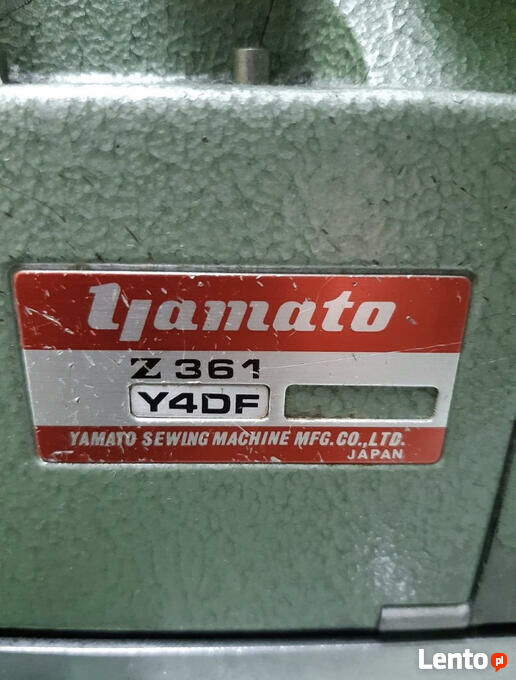 Yamato
Z 361
Y4DF
YAMATO SEWING MACHINE MFG.CO.,LTD.
JAPAN
Lento.pl